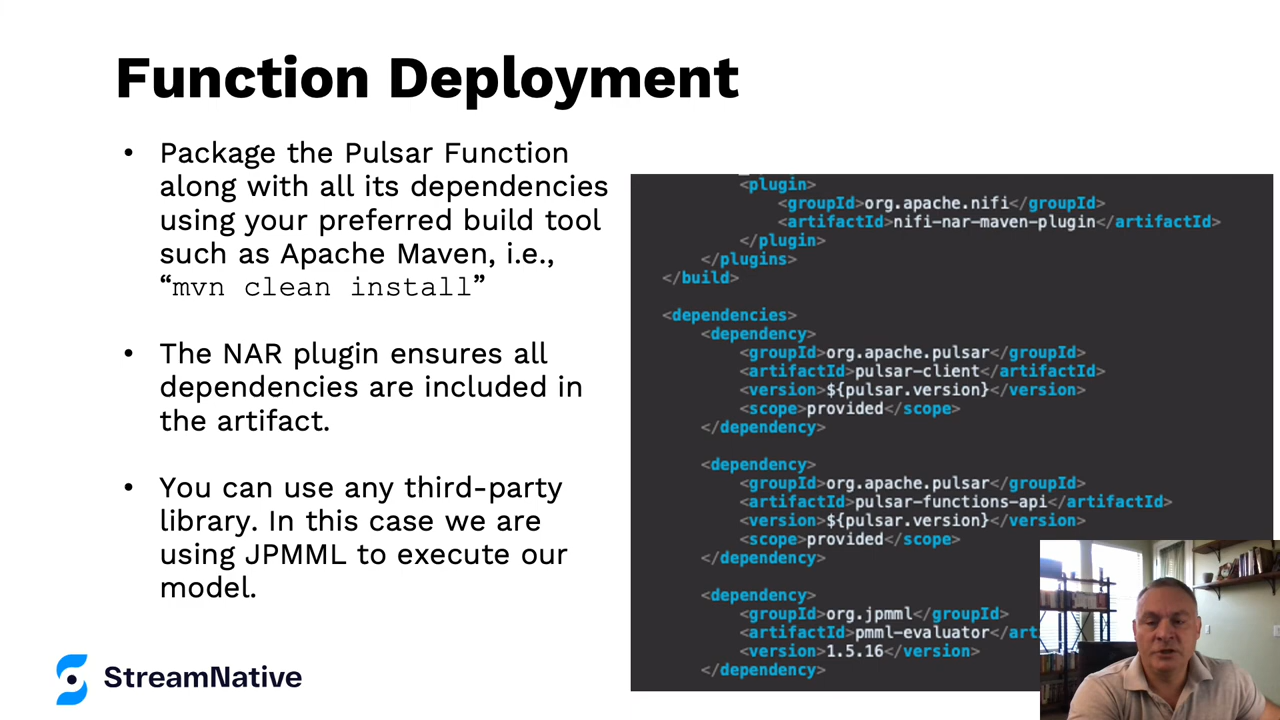 Function Deployment
• Package the Pulsar Function
along with all its dependencies
using your preferred build tool
such as Apache Maven, i.e.,
“mvn clean install”
• The NAR plugin ensures all
dependencies are included in
the artifact.
• You can use any third-party
library. In this case we are
using JPMML to execute our
model.
<plugin>
<groupId>org.apache.nifi</groupId>
<artifactId>nifi-nar-maven-plugin</artifactId>
</plugin>
</plugins>
</build>
<dependencies>
<dependency>
<groupId>org.apache.pulsar</groupId>
<artifactId>pulsar-client</artifactId>
<version>${pulsar.version}</version>
<scope>provided</scope>
</dependency>
<dependency>
<groupId>org.apache.pulsar</groupId>
<artifactId>pulsar-functions-api</artifactId>
<version>${pulsar.version}</version>
<scope>provided</scope>
</dependency>
<dependency>
<groupId>org.jpmml</groupId>
<artifactId>pmml-evaluator</art
<version>1.5.16</version>
</dependency>
StreamNative